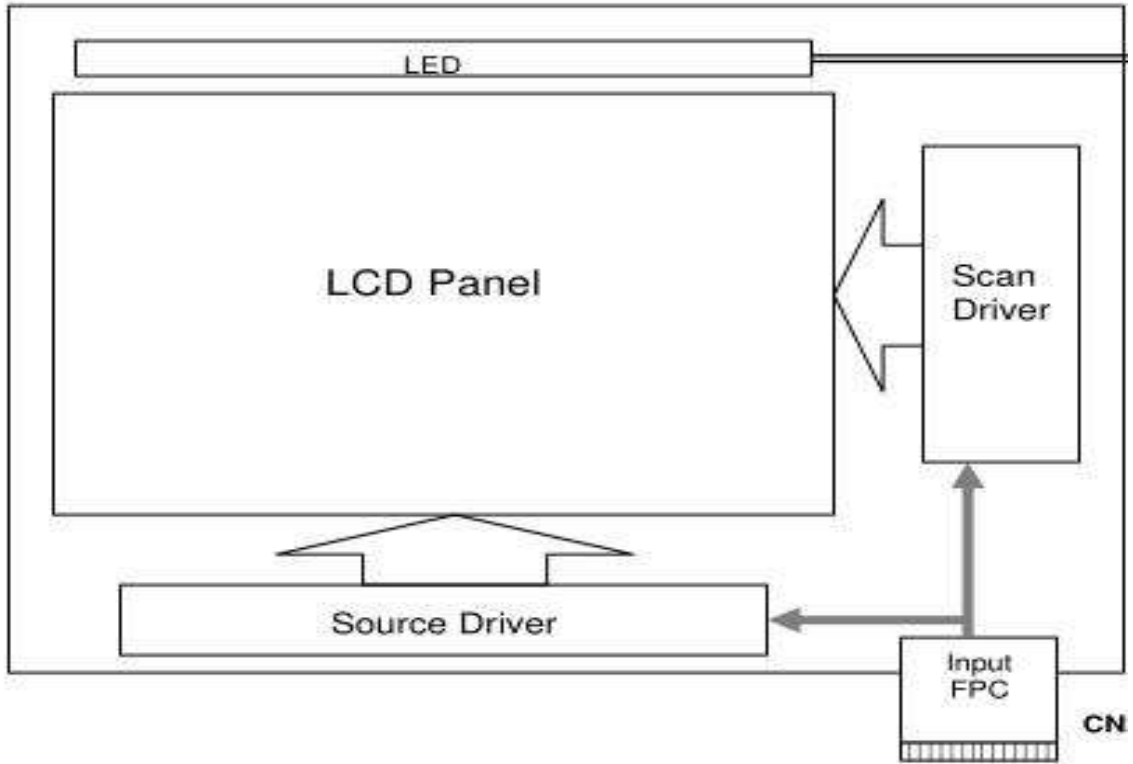 LED
LCD Panel
Scan
Driver
Source Driver
Input
FPC
CN